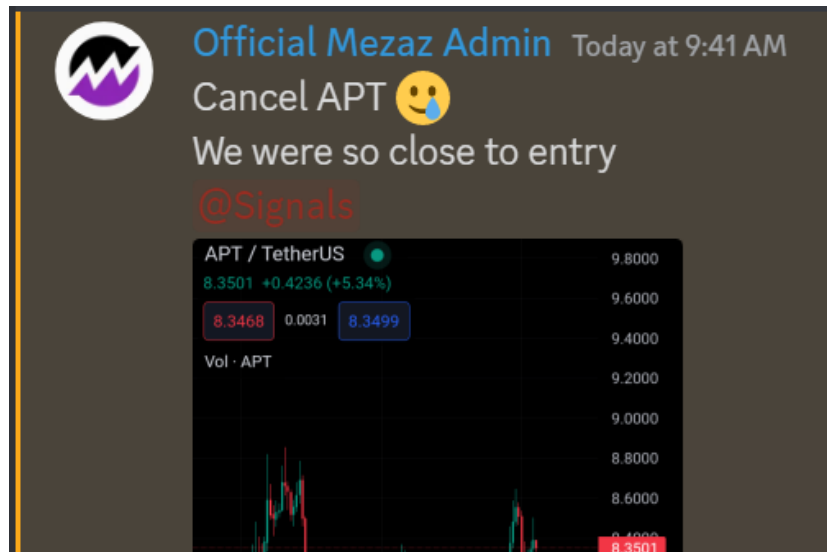 Official Mezaz Admin Today at 9:41 AM
Cancel APT 🥲
We were so close to entry
@Signals
APT / TetherUS
8.3501 +0.4236 (+5.34%)
8.3468 0.0031 8.3499
Vol · APT
9.8000
9.6000
9.4000
9.2000
9.0000
8.8000
8.6000
8.3501